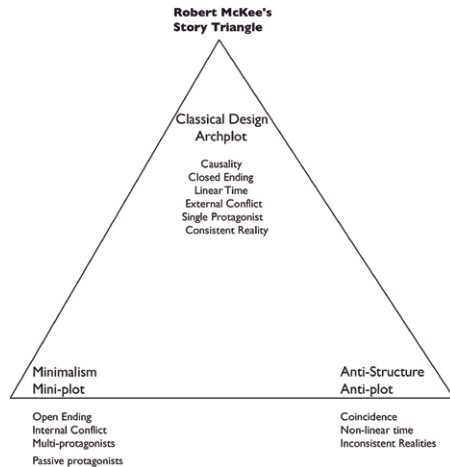 Robert McKee's
Story Triangle
Classical Design
Archplot
Causality
Closed Ending
Linear Time
External Conflict
Single Protagonist
Consistent Reality
Minimalism
Mini-plot
Open Ending
Internal Conflict
Multi-protagonists
Passive protagonists
Anti-Structure
Anti-plot
Coincidence
Non-linear time
Inconsistent Realities